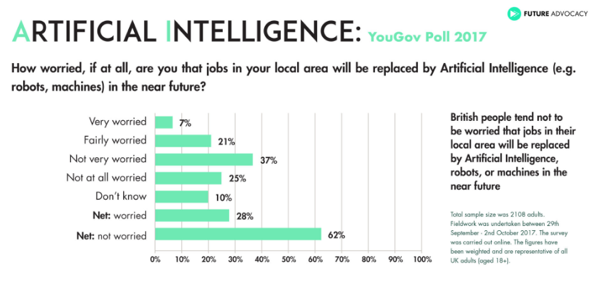 FUTURE ADVOCACY
ARTIFICIAL INTELLIGENCE: YouGov Poll 2017
How worried, if at all, are you that jobs in your local area will be replaced by Artificial Intelligence (e.g.
robots, machines) in the near future?
Very worried 7%
Fairly worried 21%
Not very worried 37%
Not at all worried 25%
Don't know 10%
Net: worried 28%
Net: not worried 62%
0% 10% 20% 30% 40% 50% 60% 70% 80% 90% 100%
British people tend not
to be worried that jobs in their
local area will be replaced
by Artificial Intelligence,
robots, or machines in the
near future
Total sample size was 2108 adults.
Fieldwork was undertaken between 29th
September - 2nd October 2017. The survey
was carried out online. The figures have
been weighted and are representative of all
UK adults (aged 18+).